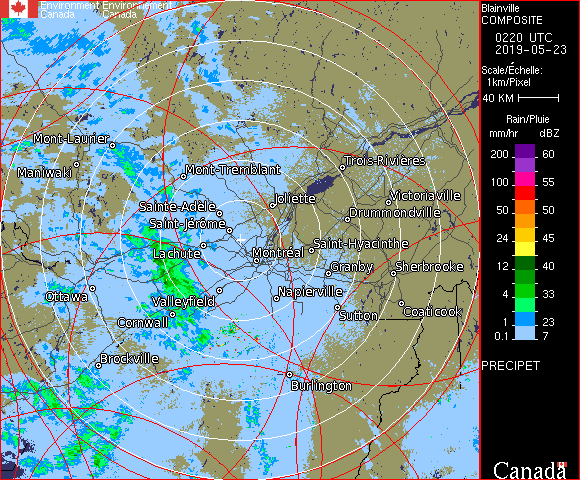 Environment Environnement
Canada Canada
Blainville
COMPOSITE
0220 UTC
2019-05-23
Scale/Échelle:
1km/Pixel
40 KM
Rain/Pluie
mm/hr dBZ
200 60
100 55
50 50
24 45
12 40
4 33
1 23
0.1 7
PRECIPET
Mont-Laurier
Maniwaki
Mont-Tremblant
Trois-Rivières
Sainte-Adèle
Joliette
Victoriaville
Drummondville
Saint-Jérôme
Lachute
Montréal
Saint-Hyacinthe
Granby
Sherbrooke
Ottawa
Valleyfield
Napierville
Cornwall
Sutton
Coaticook
Brockville
Burlington
Canada